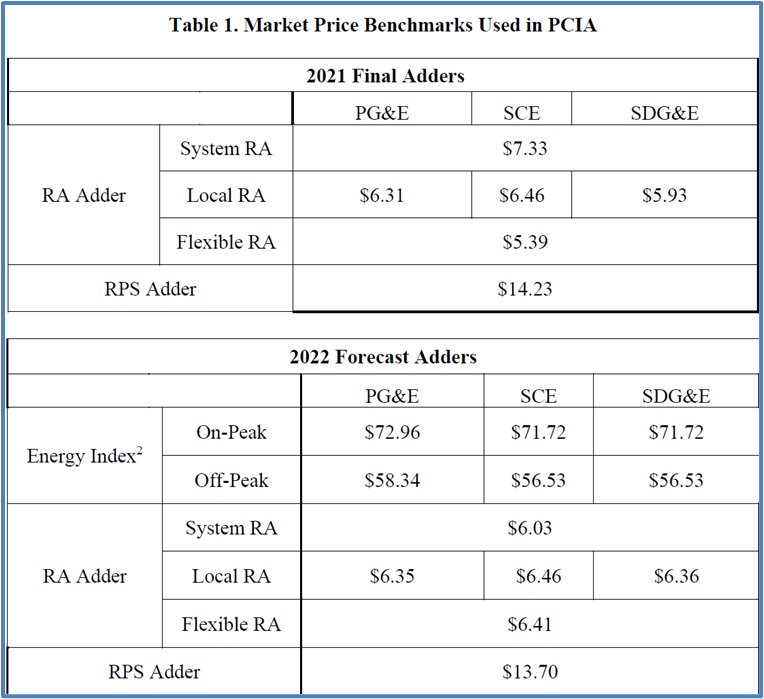 Table 1. Market Price Benchmarks Used in PCIA
2021 Final Adders
PG&E SCE SDG&E
RA Adder
System RA $7.33
Local RA $6.31 $6.46 $5.93
Flexible RA $5.39
RPS Adder $14.23
2022 Forecast Adders
PG&E SCE SDG&E
Energy Index²
On-Peak $72.96 $71.72 $71.72
Off-Peak $58.34 $56.53 $56.53
RA Adder
System RA $6.03
Local RA $6.35 $6.46 $6.36
Flexible RA $6.41
RPS Adder $13.70